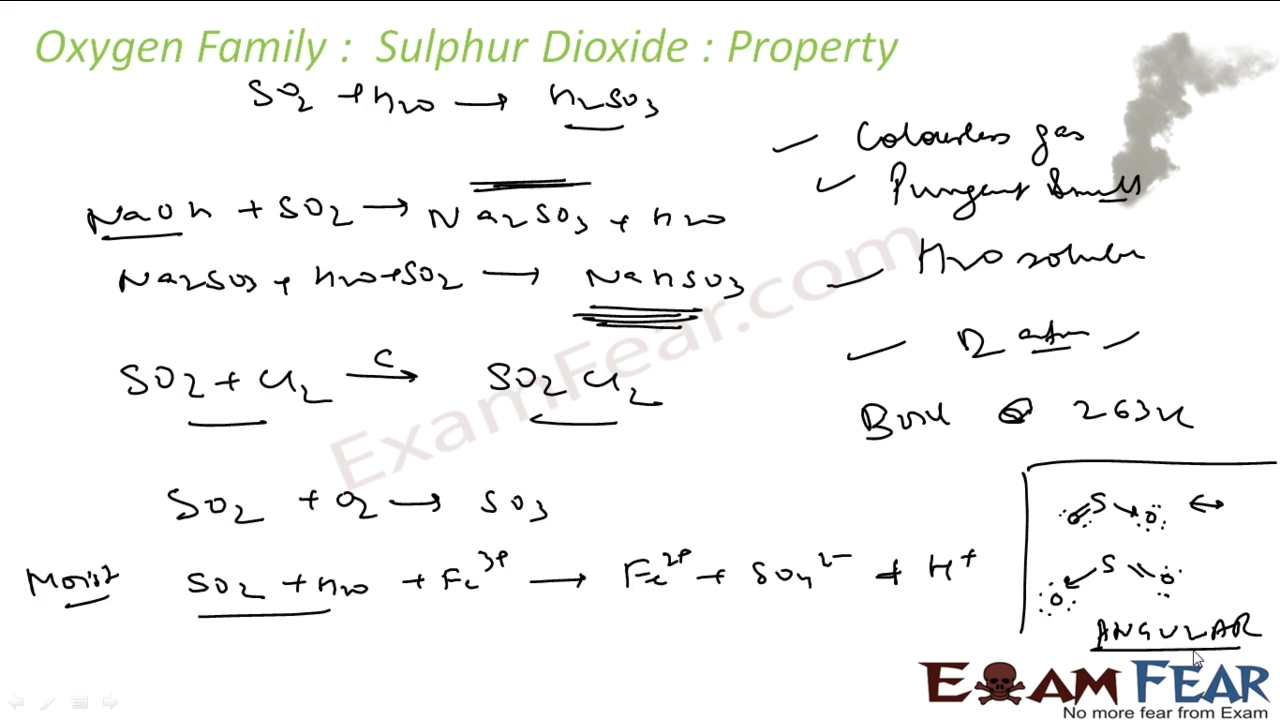 Oxygen Family : Sulphur Dioxide : Property
SO2 + H2O → H2SO3
NaOH + SO2 → Na2SO3 + H2O
Na2SO3 + H2O + SO2 → NaHSO3
SO2 + Cl2 →C SO2Cl2
SO2 + O2 → SO3
Moist SO2 + H2O + Fe3+ → Fe2+ + SO42- + H+
Colourless gas
Pungent Smell
H2O soluble
2 atm
Boil @ 263K
S O O ↔
S O O
ANGULAR
ExamFear.com
EXAM FEAR
No more fear from Exam